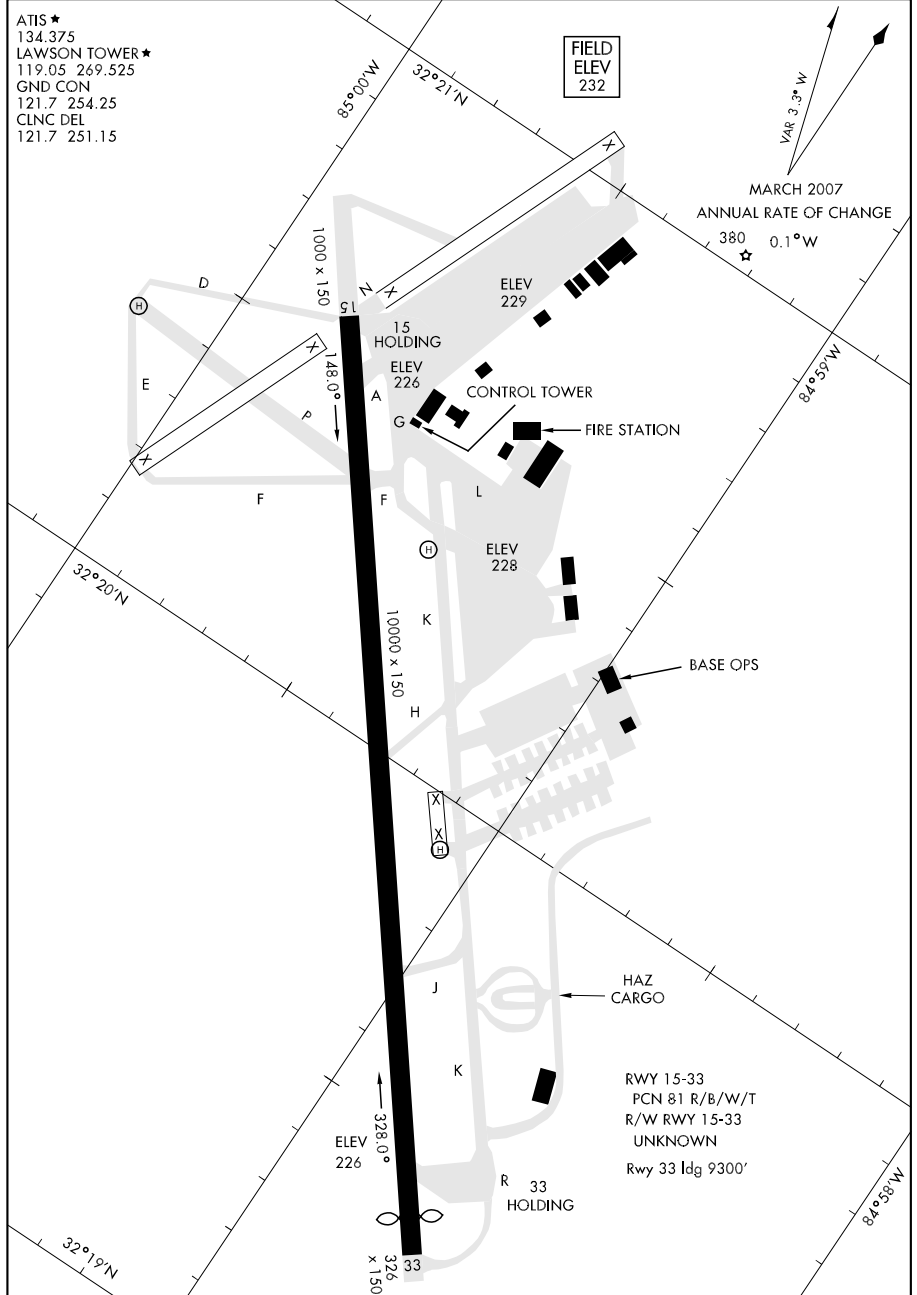 ATIS ★
134.375
LAWSON TOWER ★
119.05 269.525
GND CON
121.7 254.25
CLNC DEL
121.7 251.15
FIELD
ELEV
232
85°00'W
32°21'N
VAR 3.3° W
MARCH 2007
ANNUAL RATE OF CHANGE
0.1° W
380
1000 x 150
D
N
X
X
ELEV
229
H
15
15
HOLDING
ELEV
226
148.0°
X
E
A
P
G
CONTROL TOWER
FIRE STATION
84°59'W
X
F
F
L
H
ELEV
228
32°20'N
K
10000 x 150
BASE OPS
H
X
X
H
J
HAZ
CARGO
K
RWY 15-33
PCN 81 R/B/W/T
R/W RWY 15-33
UNKNOWN
Rwy 33 ldg 9300'
328.0°
ELEV
226
R
33
HOLDING
84°58'W
32°19'N
326
x 150
33